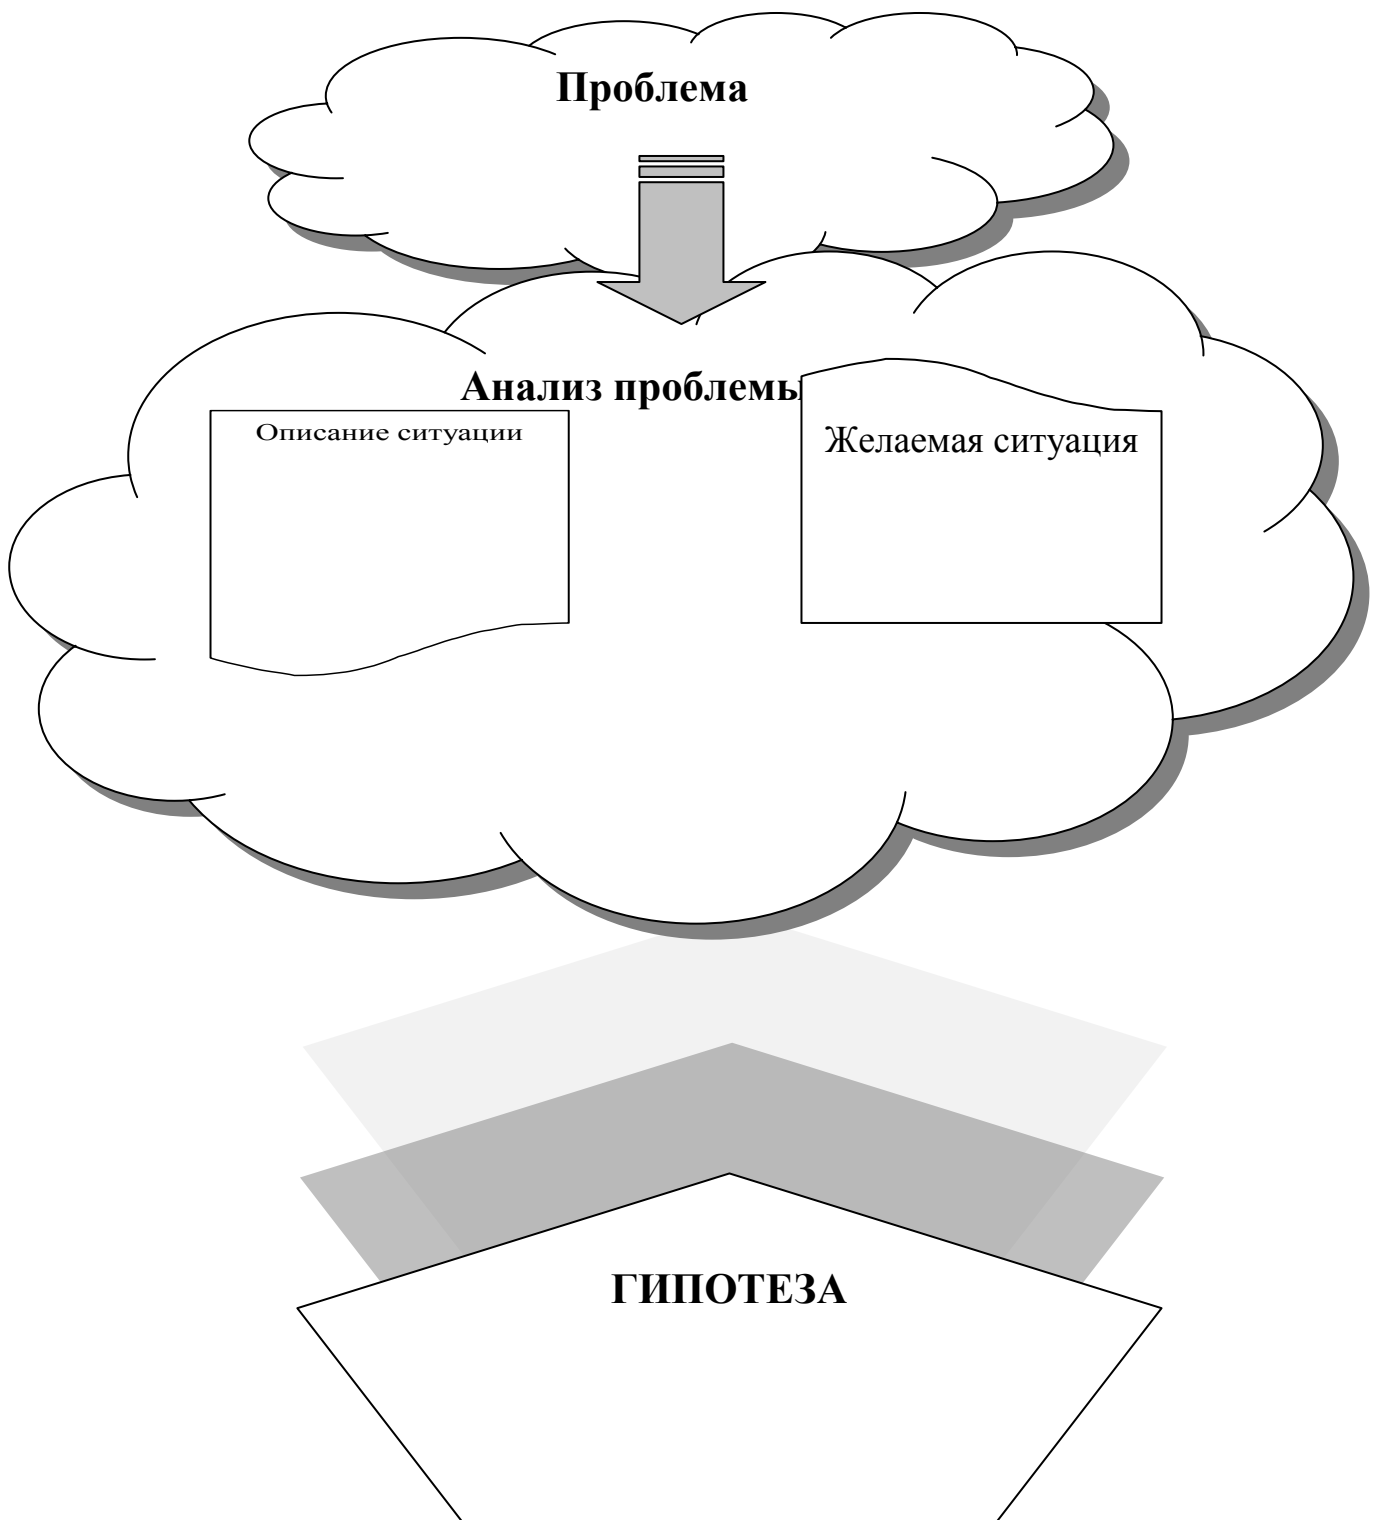 Проблема
Анализ проблемы
Описание ситуации
Желаемая ситуация
ГИПОТЕЗА